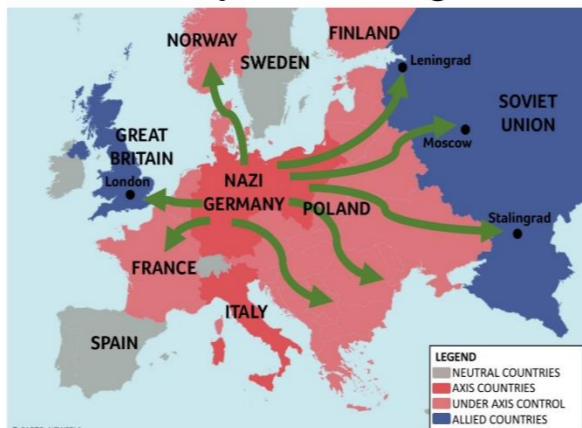 NORWAY
FINLAND
SWEDEN
Leningrad
SOVIET
UNION
GREAT
BRITAIN
Moscow
London
NAZI
GERMANY
POLAND
Stalingrad
FRANCE
ITALY
SPAIN
LEGEND
NEUTRAL COUNTRIES
AXIS COUNTRIES
UNDER AXIS CONTROL
ALLIED COUNTRIES